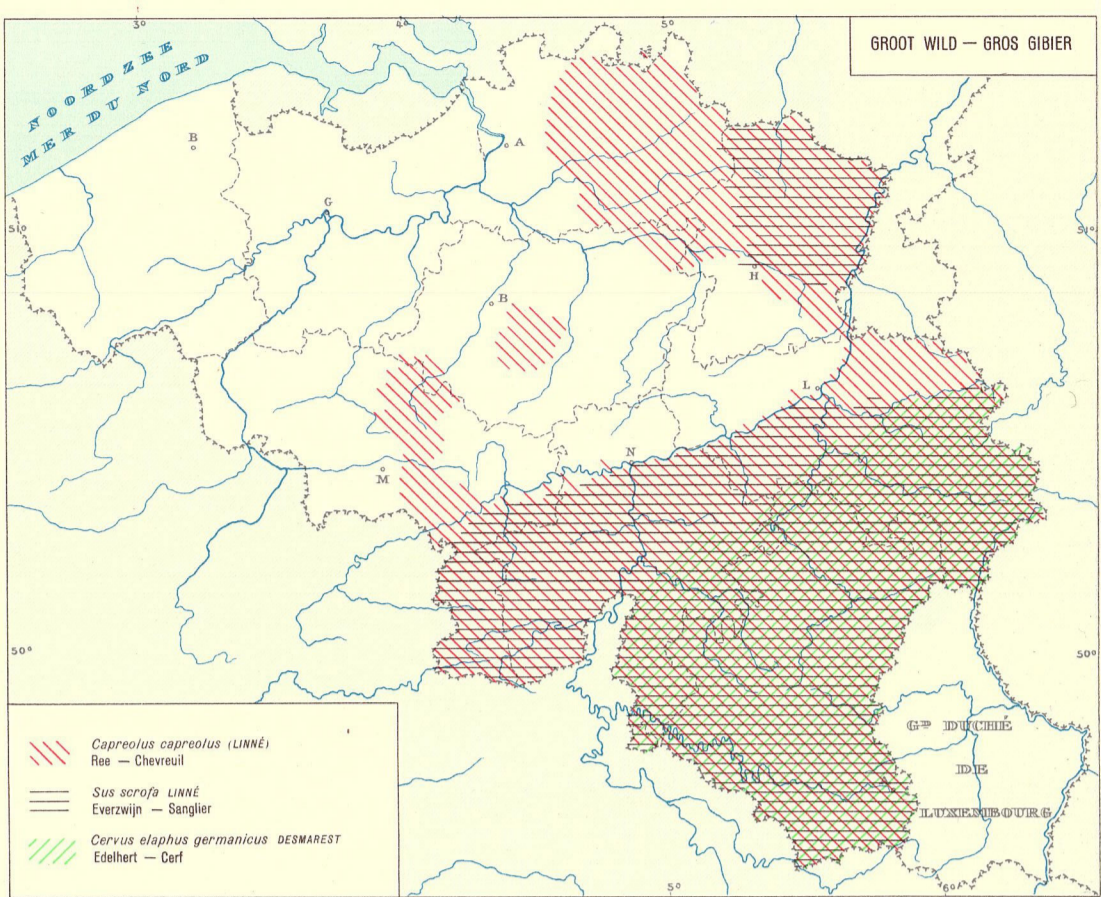 3°
4°
5°
GROOT WILD — GROS GIBIER
NOORDZEE
MER DU NORD
B
A
G
51°
51°
H
B
L
N
M
50°
50°
Gᴅ DUCHÉ
DE
LUXEMBOURG
A
Capreolus capreolus (LINNÉ)
Ree — Chevreuil
Sus scrofa LINNÉ
Everzwijn — Sanglier
Cervus elaphus germanicus DESMAREST
Edelhert — Cerf
5°
6°